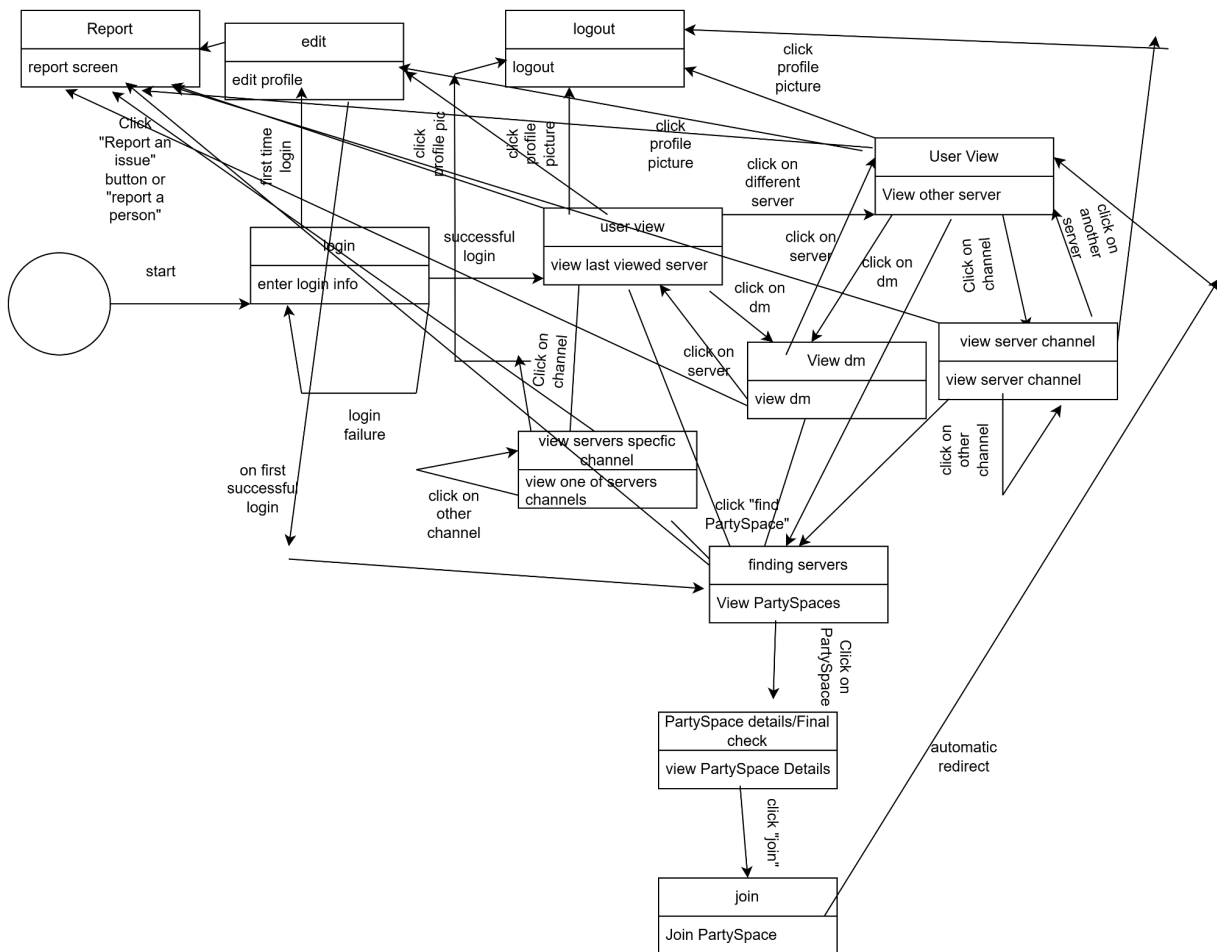 Report
report screen
edit
edit profile
logout
logout
click
profile
picture
Click
"Report an
issue"
button or
"report a
person"
first time
login
click
profile pic
click
profile
picture
click
profile
picture
User View
View other server
click on
different
server
click on
another
server
start
login
enter login info
successful
login
user view
view last viewed server
click on
server
click on
dm
Click on
channel
click on
dm
click on
server
Click on
channel
View dm
view dm
view server channel
view server channel
login
failure
view servers specfic
channel
view one of servers
channels
click on
other
channel
click on
other
channel
on first
successful
login
click "find
PartySpace"
finding servers
View PartySpaces
Click on
PartySpace
PartySpace details/Final
check
view PartySpace Details
automatic
redirect
click "join"
join
Join PartySpace